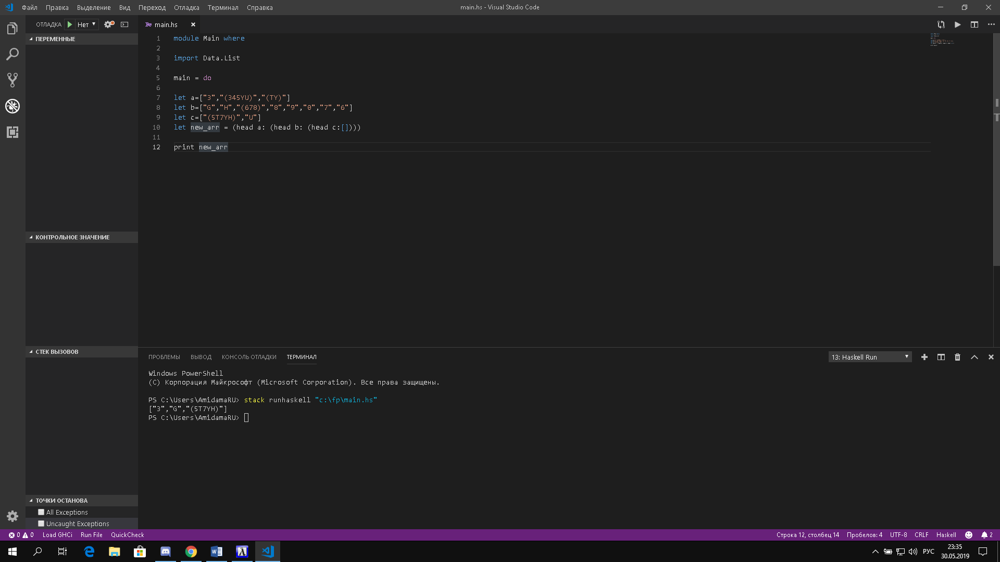 Файл Правка Выделение Вид Переход Отладка Терминал Справка
main.hs - Visual Studio Code
ОТЛАДКА Нет
main.hs
ПЕРЕМЕННЫЕ
1 module Main where
2
3 import Data.List
4
5 main = do
6
7 let a=["3","(345YU)","(TY)"]
8 let b=["G","H","(678)","8","9","0","7","6"]
9 let c=["(5T7YH)","U"]
10 let new_arr = (head a: (head b: (head c:[])))
11
12 print new_arr
КОНТРОЛЬНОЕ ЗНАЧЕНИЕ
СТЕК ВЫЗОВОВ
ТОЧКИ ОСТАНОВА
All Exceptions
Uncaught Exceptions
ПРОБЛЕМЫ ВЫВОД КОНСОЛЬ ОТЛАДКИ ТЕРМИНАЛ
13: Haskell Run
Windows PowerShell
(C) Корпорация Майкрософт (Microsoft Corporation). Все права защищены.
PS C:\Users\AmidamaRU> stack runhaskell "c:\fp\main.hs"
["3","G","(5T7YH)"]
PS C:\Users\AmidamaRU>
0 0 Load GHCi Run File QuickCheck
Строка 12, столбец 14 Пробелов: 4 UTF-8 CRLF Haskell 2
РУС
23:35
30.05.2019